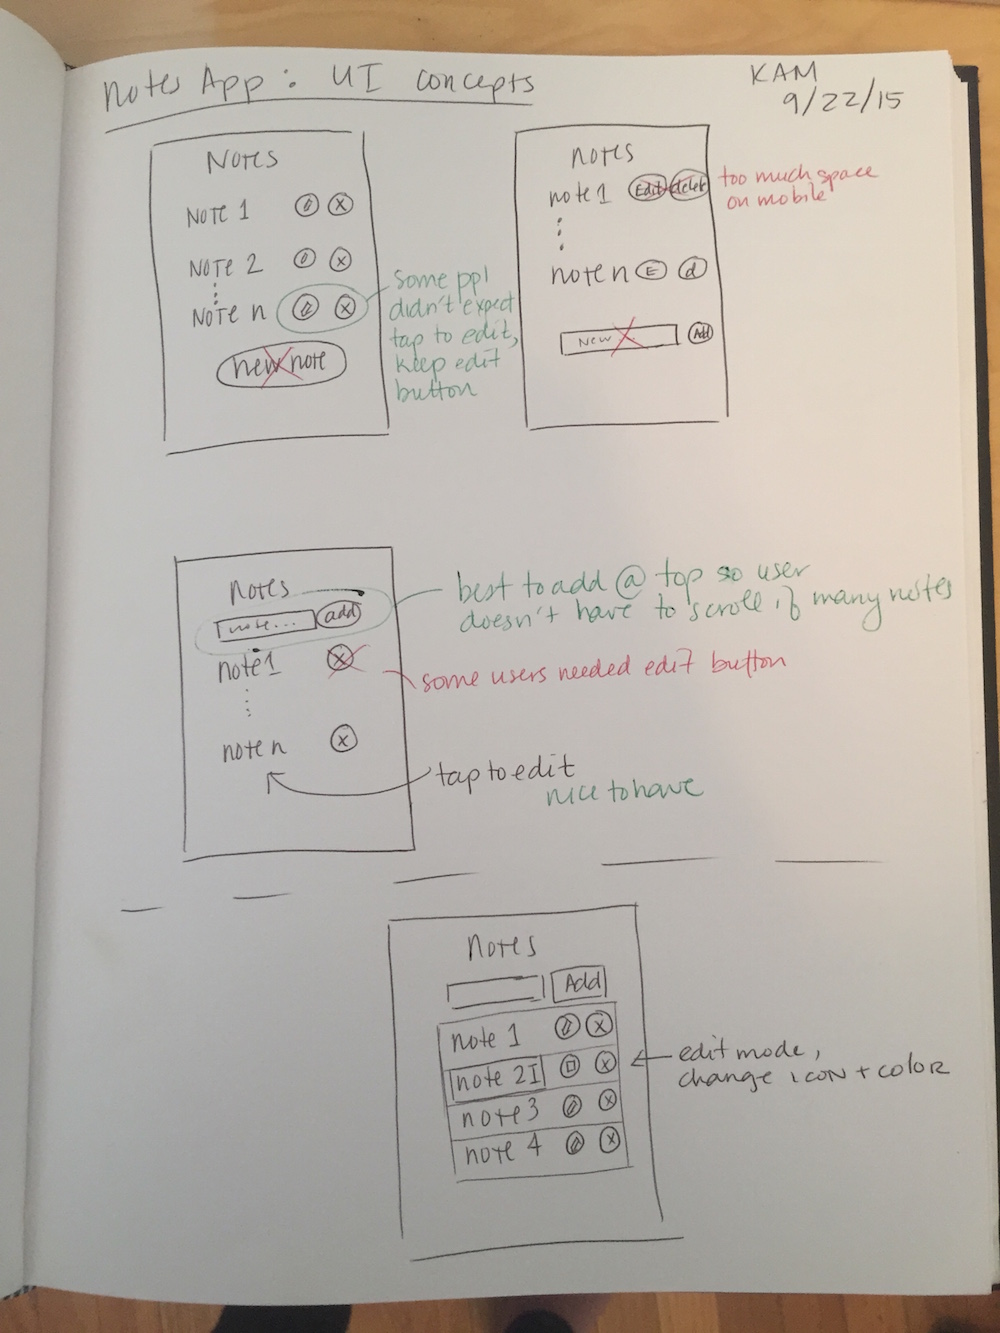 Notes App: UI concepts
KAM
9/22/15
NOTES
NOTE 1 X
NOTE 2 X
NOTE n X
new note
some ppl
didn't expect
tap to edit,
keep edit
button
notes
note 1 Edit delete
too much space
on mobile
note n E d
NEW Add
Notes
note... add
best to add @ top so user
doesn't have to scroll if many notes
note 1 X
some users needed edit button
note n X
tap to edit
nice to have
Notes
Add
note 1 X
note 2I X
edit mode,
change icon + color
note 3 X
note 4 X